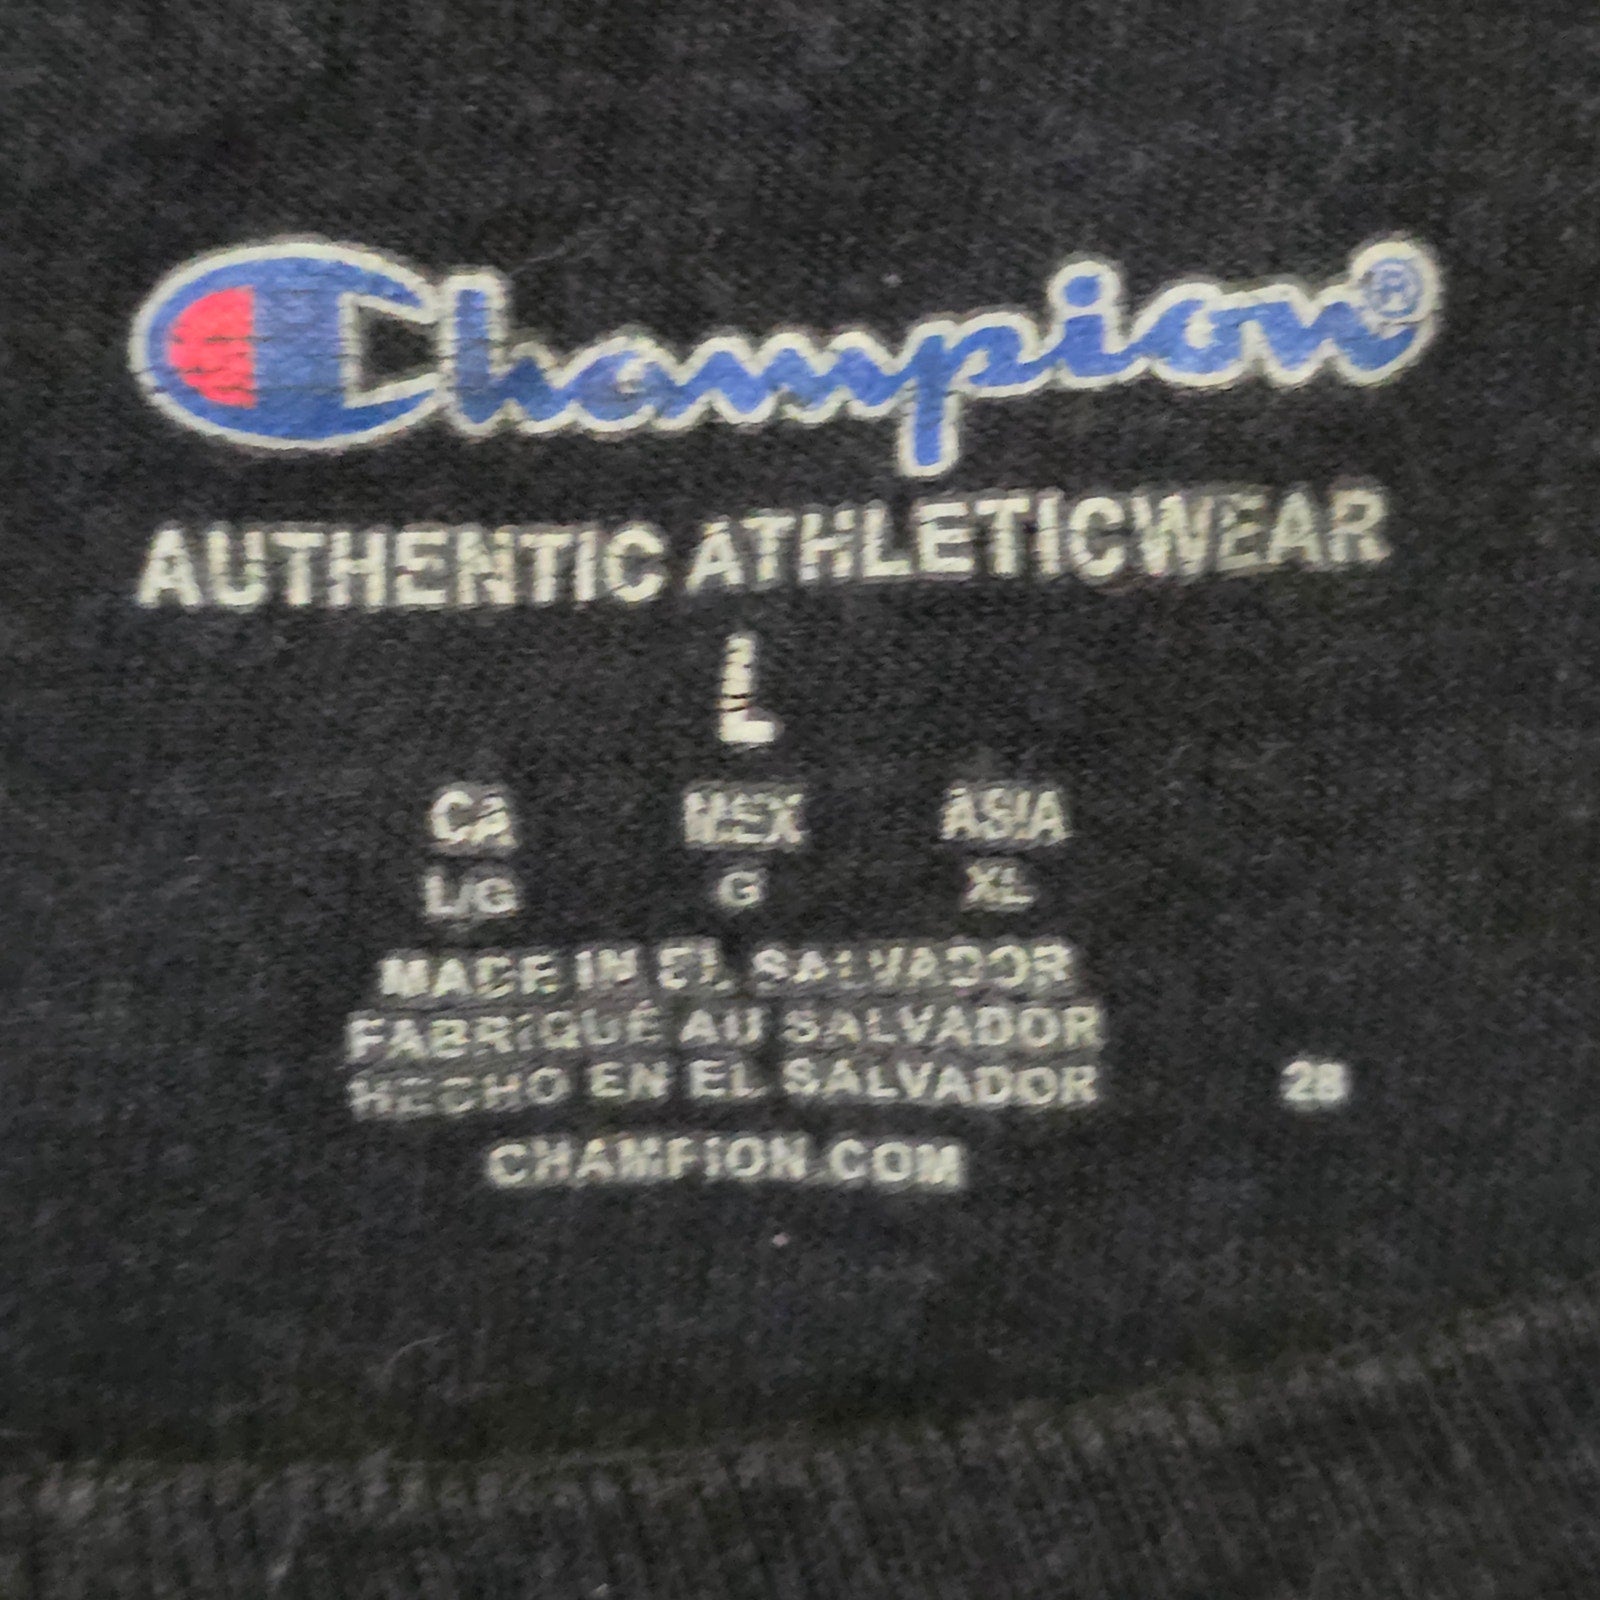 Champion®
AUTHENTIC ATHLETICWEAR
L
CA MEX ASIA
L/G G XL
MADE IN EL SALVADOR
FABRIQUÉ AU SALVADOR
HECHO EN EL SALVADOR 28
CHAMPION.COM